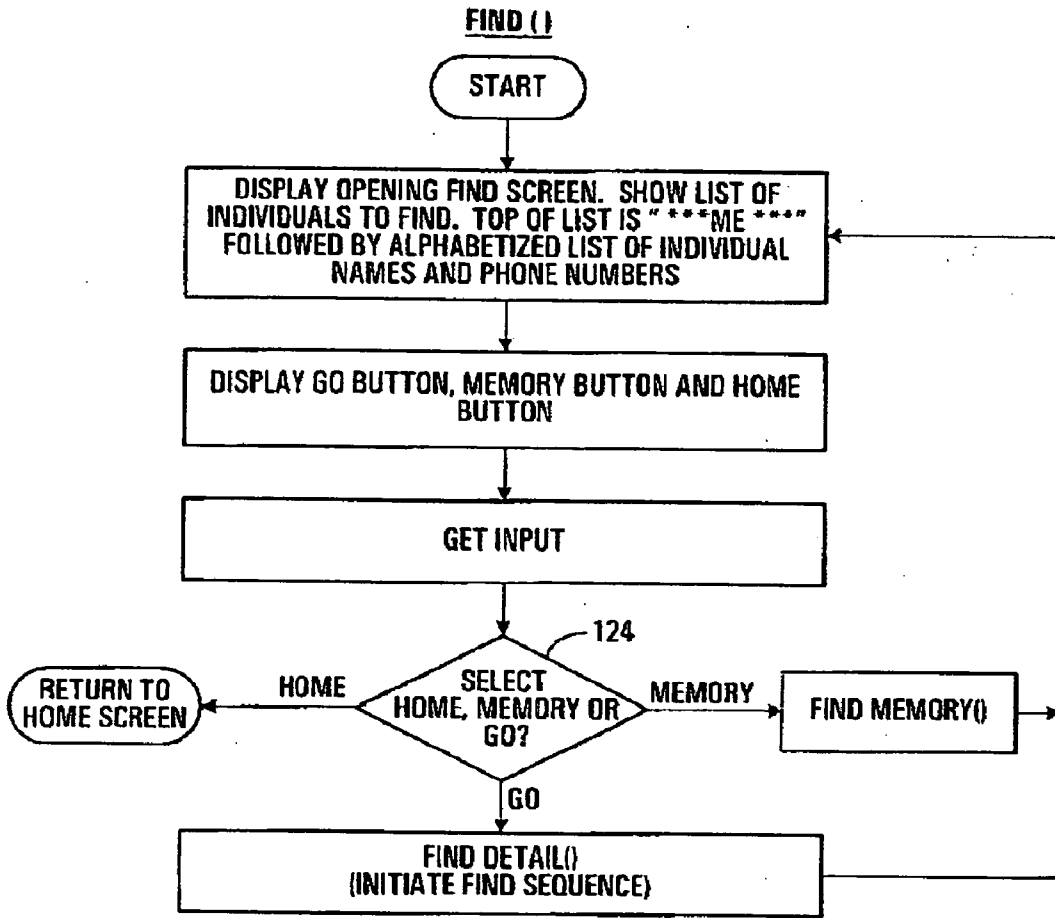 FIND ()
START
DISPLAY OPENING FIND SCREEN. SHOW LIST OF
INDIVIDUALS TO FIND. TOP OF LIST IS " ***ME ***"
FOLLOWED BY ALPHABETIZED LIST OF INDIVIDUAL
NAMES AND PHONE NUMBERS
DISPLAY GO BUTTON, MEMORY BUTTON AND HOME
BUTTON
GET INPUT
124
RETURN TO
HOME SCREEN
HOME
SELECT
HOME, MEMORY OR
GO?
MEMORY
FIND MEMORY()
GO
FIND DETAIL()
(INITIATE FIND SEQUENCE)